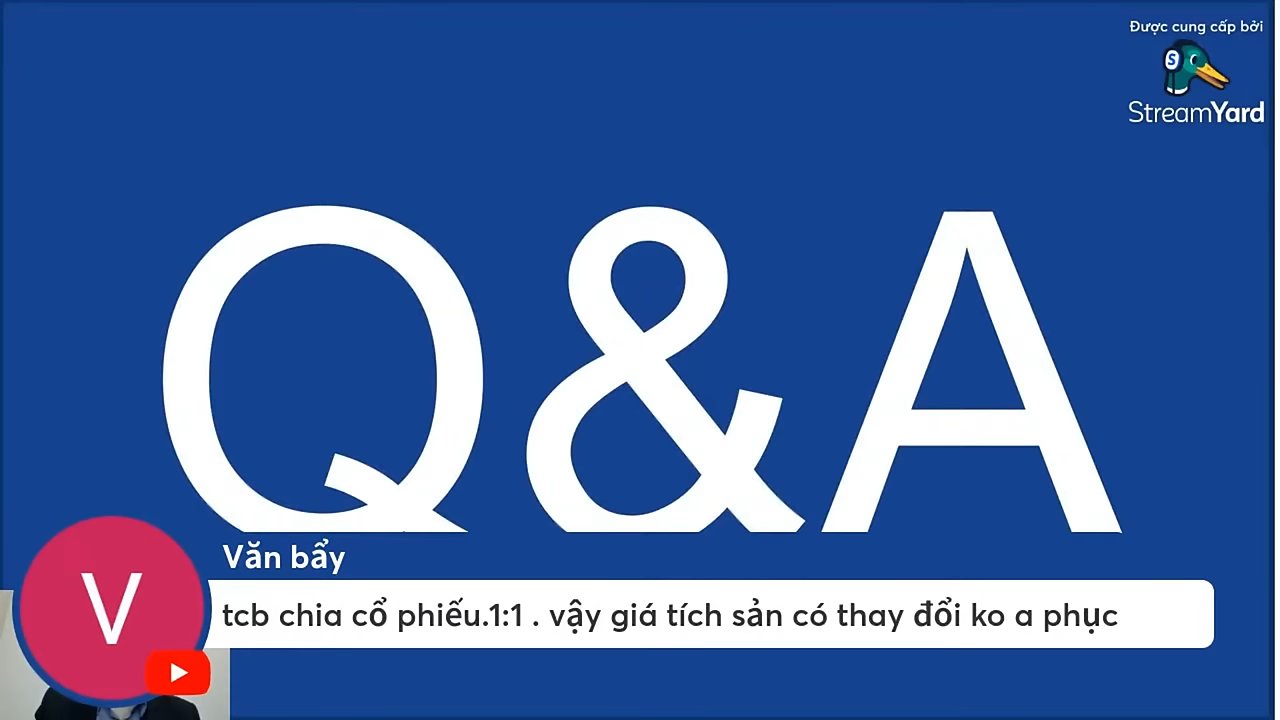 Được cung cấp bởi
S
StreamYard
Q&A
V
Văn bẩy
tcb chia cổ phiếu.1:1 . vậy giá tích sản có thay đổi ko a phục